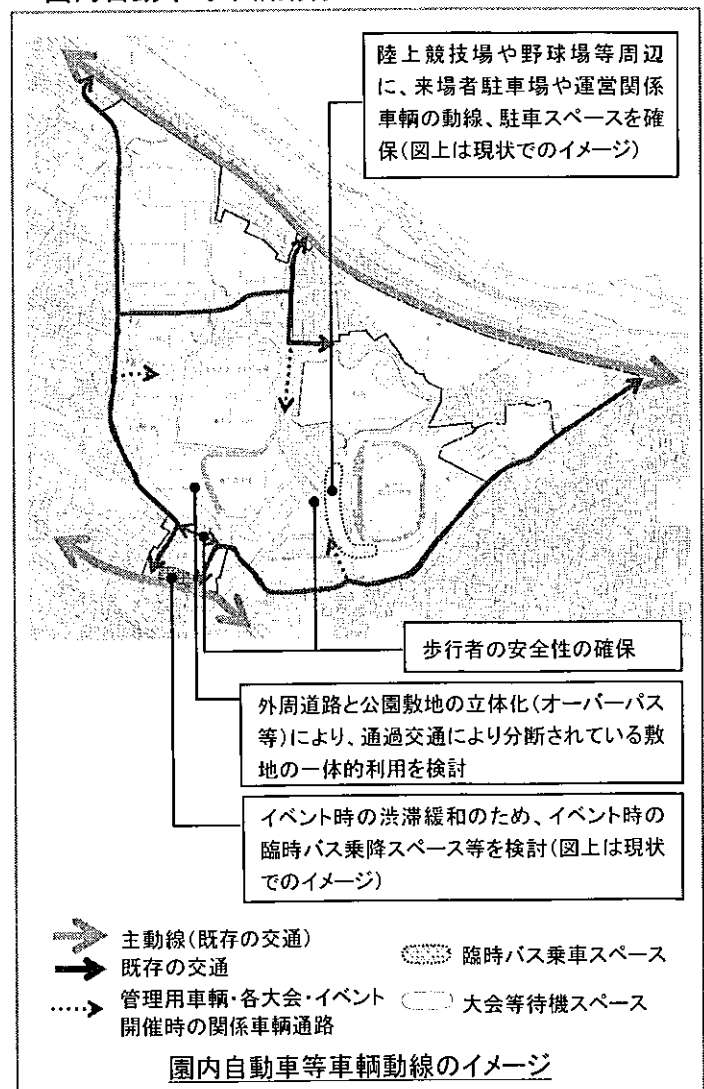 陸上競技場や野球場等周辺
に、来場者駐車場や運営関係
車輌の動線、駐車スペースを確
保(図上は現状でのイメージ)
歩行者の安全性の確保
外周道路と公園敷地の立体化(オーバーパス
等)により、通過交通により分断されている敷
地の一体的利用を検討
イベント時の渋滞緩和のため、イベント時の
臨時バス乗降スペース等を検討(図上は現状
でのイメージ)
主動線(既存の交通)
既存の交通
管理用車輌・各大会・イベント
開催時の関係車輌通路
臨時バス乗車スペース
大会等待機スペース
園内自動車等車輌動線のイメージ